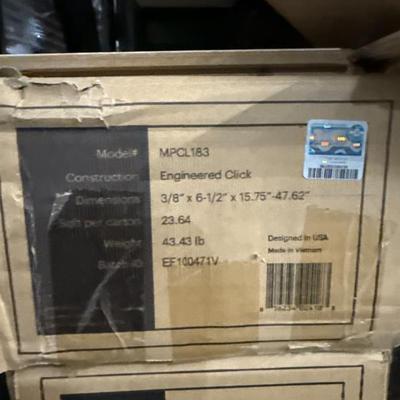 Model# MPCL183
Construction Engineered Click
Dimensions 3/8" x 6-1/2" x 15.75"-47.62"
Sqft per carton 23.64
Weight 43.43 lb
Batch ID EF100471V
Designed in USA
Made in Vietnam